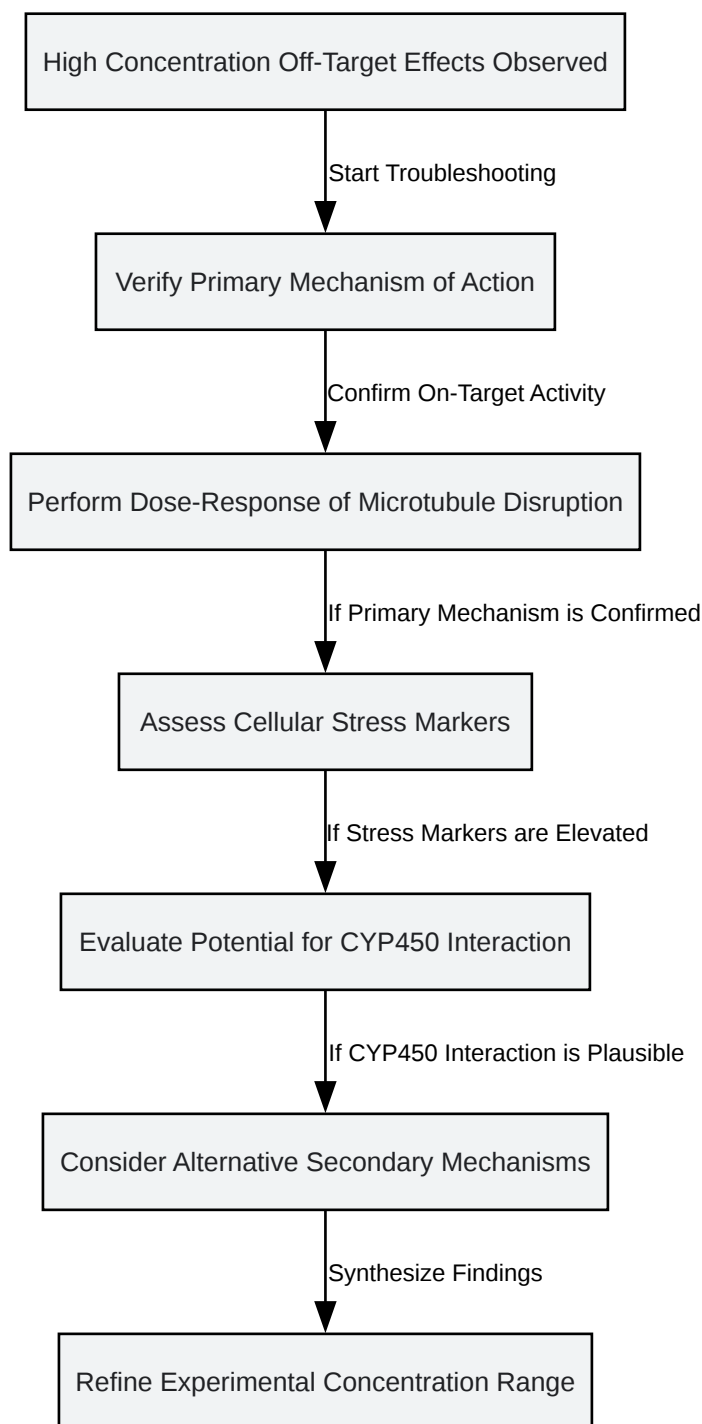 High Concentration Off-Target Effects Observed
Start Troubleshooting
Verify Primary Mechanism of Action
Confirm On-Target Activity
Perform Dose-Response of Microtubule Disruption
If Primary Mechanism is Confirmed
Assess Cellular Stress Markers
If Stress Markers are Elevated
Evaluate Potential for CYP450 Interaction
If CYP450 Interaction is Plausible
Consider Alternative Secondary Mechanisms
Synthesize Findings
Refine Experimental Concentration Range